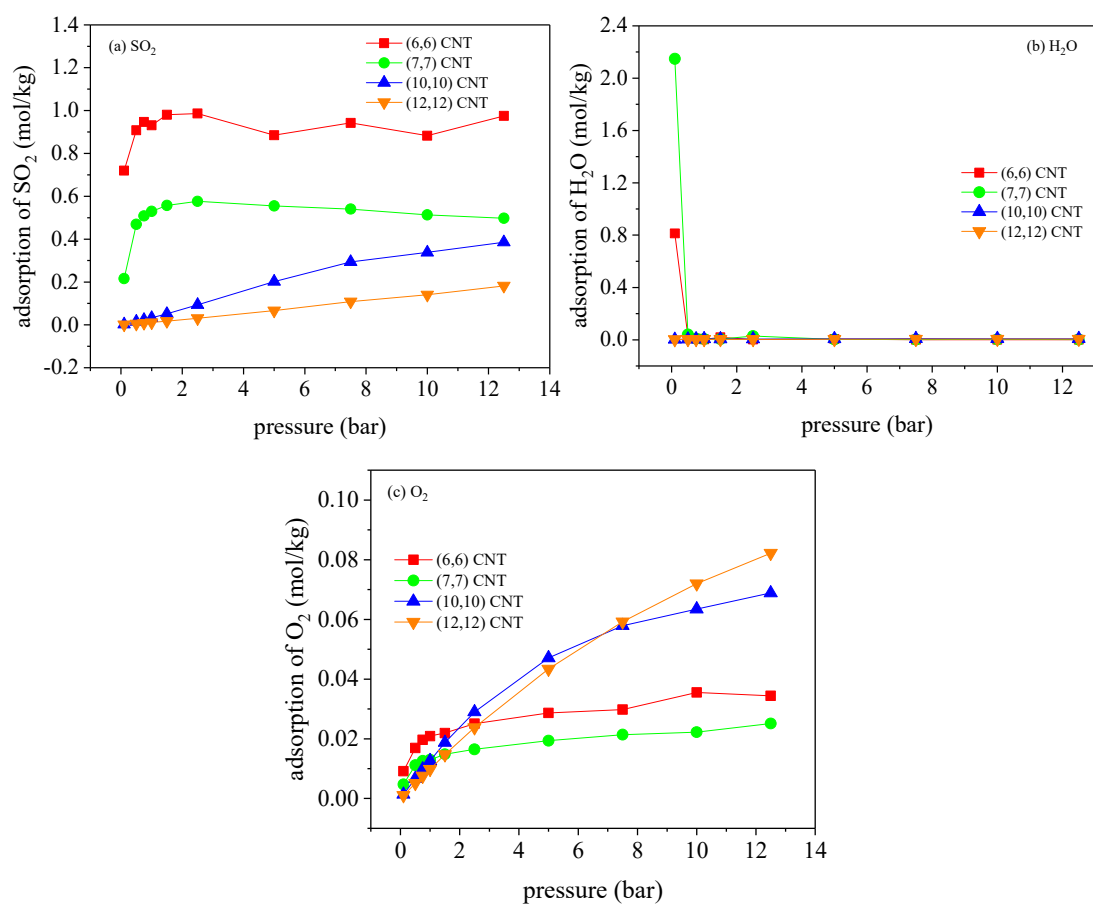 (a) SO₂
(6,6) CNT
(7,7) CNT
(10,10) CNT
(12,12) CNT
adsorption of SO₂ (mol/kg)
1.4
1.2
1.0
0.8
0.6
0.4
0.2
0.0
-0.2
0 2 4 6 8 10 12 14
pressure (bar)
(b) H₂O
(6,6) CNT
(7,7) CNT
(10,10) CNT
(12,12) CNT
adsorption of H₂O (mol/kg)
2.4
2.0
1.6
1.2
0.8
0.4
0.0
0 2 4 6 8 10 12
pressure (bar)
(c) O₂
(6,6) CNT
(7,7) CNT
(10,10) CNT
(12,12) CNT
adsorption of O₂ (mol/kg)
0.10
0.08
0.06
0.04
0.02
0.00
0 2 4 6 8 10 12 14
pressure (bar)